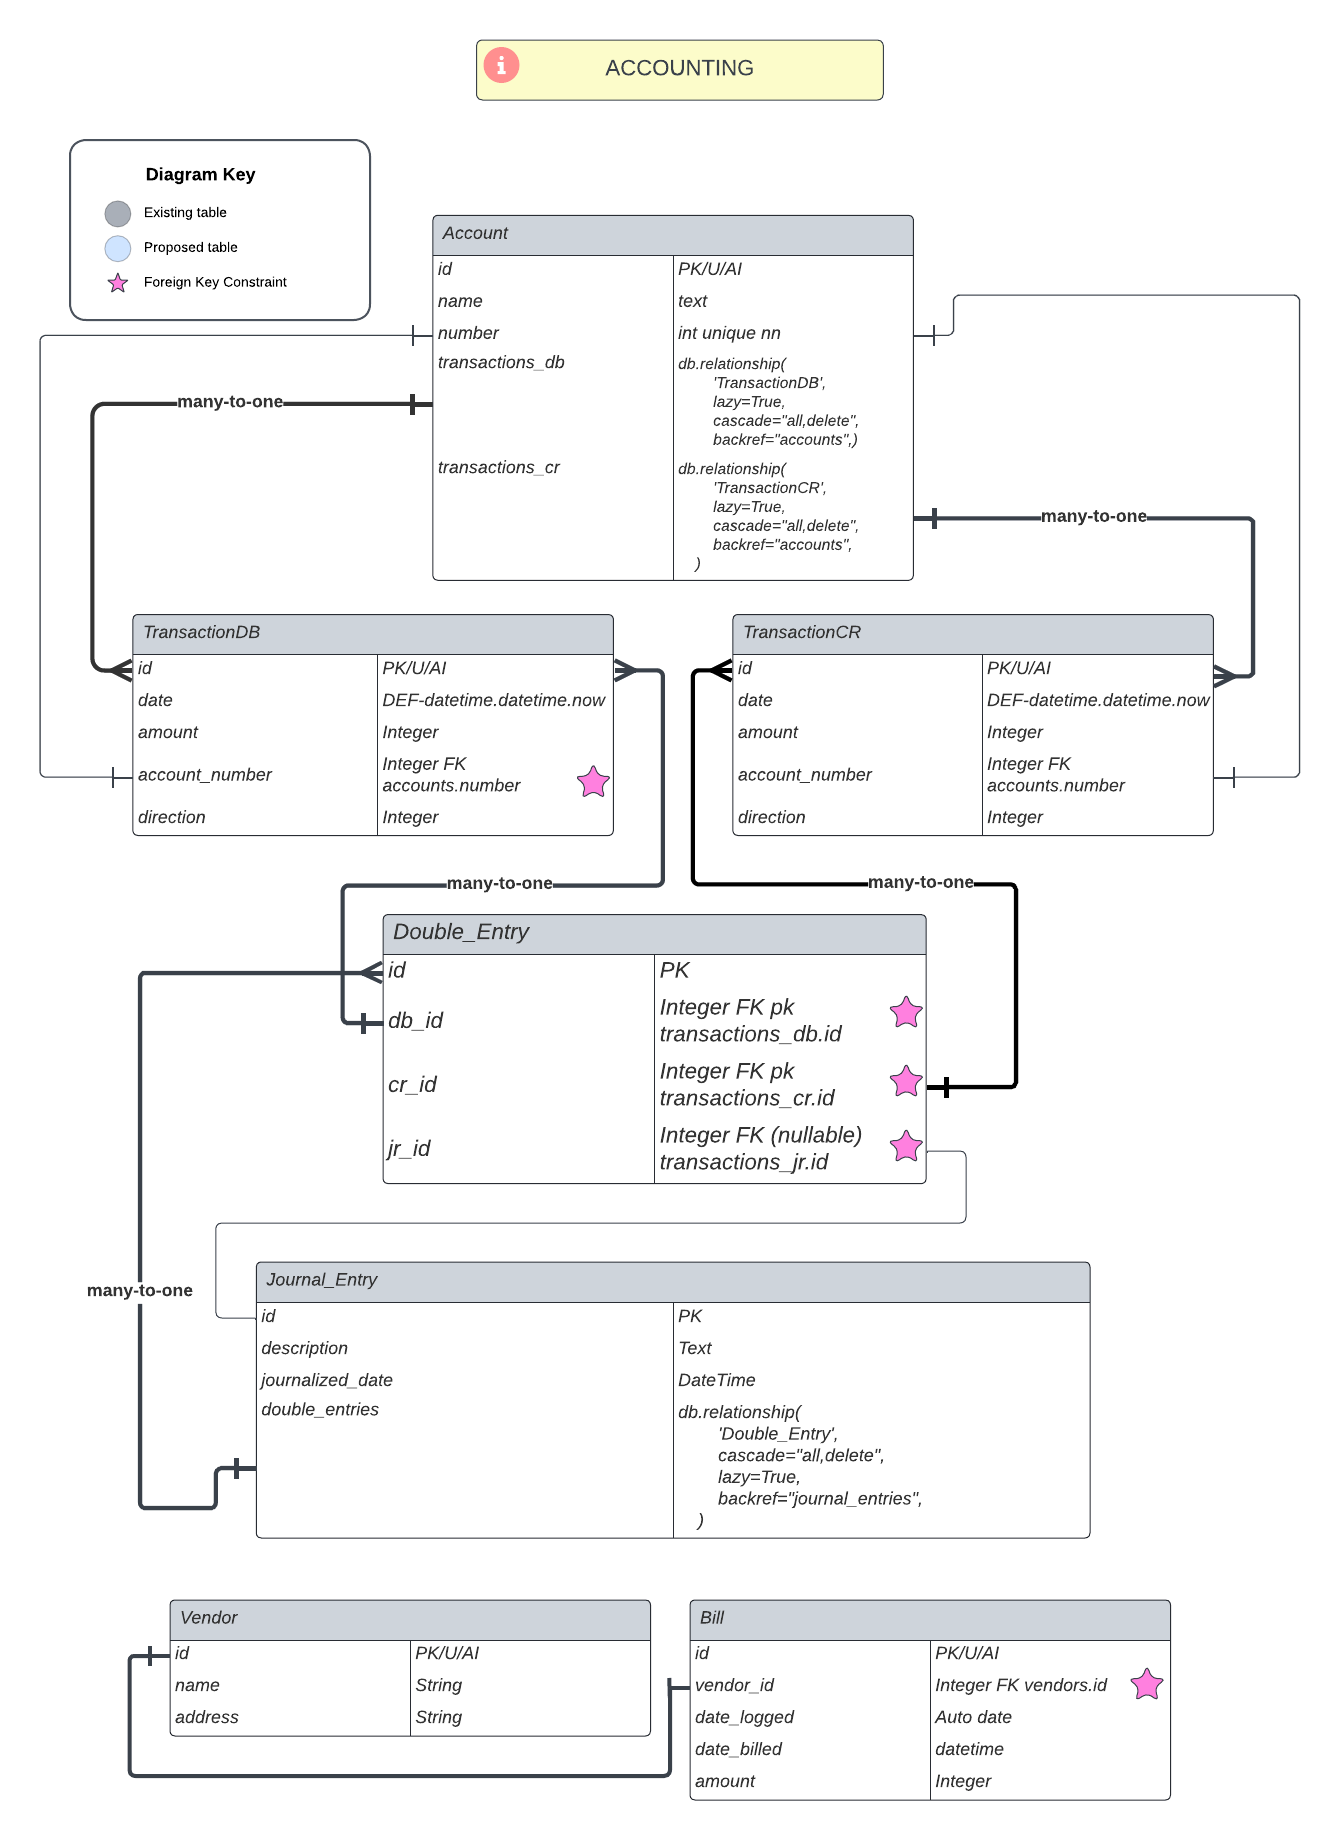 ACCOUNTING
Diagram Key
Existing table
Proposed table
Foreign Key Constraint
Account
id PK/U/AI
name text
number int unique nn
transactions_db db.relationship(
'TransactionDB',
lazy=True,
cascade="all,delete",
backref="accounts",)
transactions_cr db.relationship(
'TransactionCR',
lazy=True,
cascade="all,delete",
backref="accounts",
)
many-to-one
many-to-one
TransactionDB
id PK/U/AI
date DEF-datetime.datetime.now
amount Integer
account_number Integer FK
accounts.number
direction Integer
TransactionCR
id PK/U/AI
date DEF-datetime.datetime.now
amount Integer
account_number Integer FK
accounts.number
direction Integer
many-to-one
many-to-one
Double_Entry
id PK
db_id Integer FK pk
transactions_db.id
cr_id Integer FK pk
transactions_cr.id
jr_id Integer FK (nullable)
transactions_jr.id
many-to-one
Journal_Entry
id PK
description Text
journalized_date DateTime
double_entries db.relationship(
'Double_Entry',
cascade="all,delete",
lazy=True,
backref="journal_entries",
)
Vendor
id PK/U/AI
name String
address String
Bill
id PK/U/AI
vendor_id Integer FK vendors.id
date_logged Auto date
date_billed datetime
amount Integer